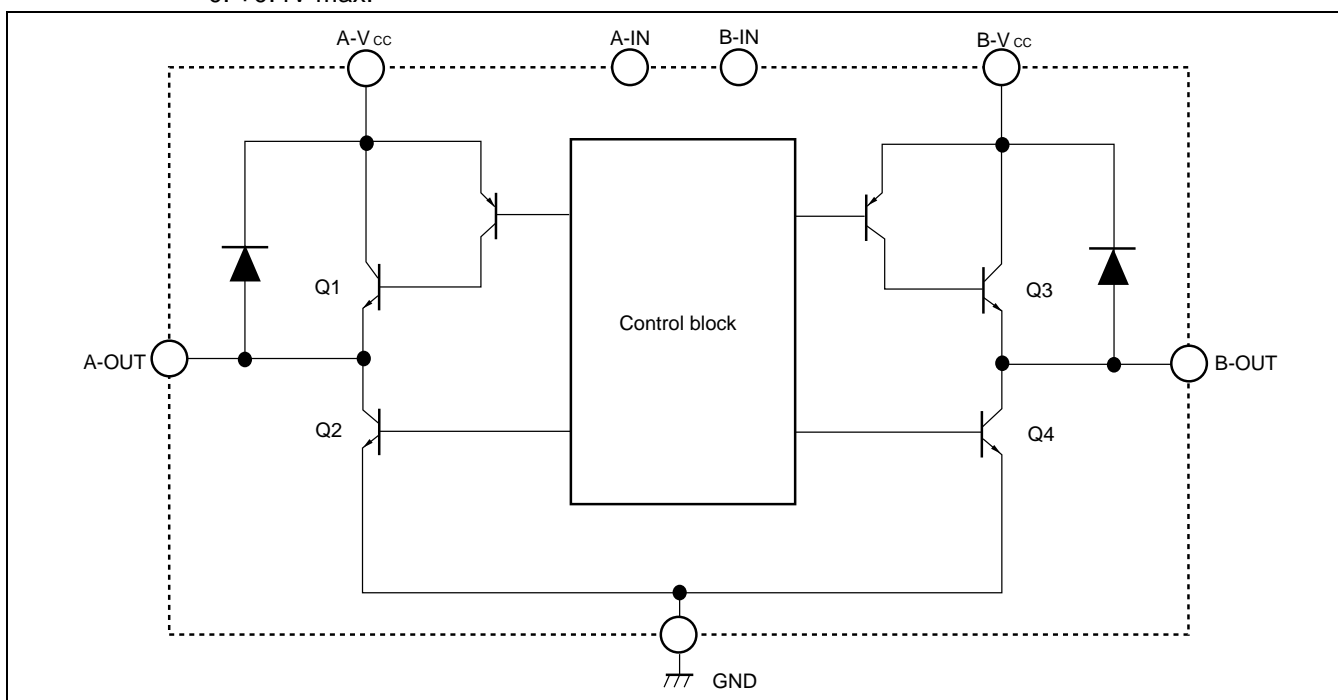 A-VCC
A-IN
B-IN
B-VCC
Q1
Q3
Control block
A-OUT
B-OUT
Q2
Q4
GND